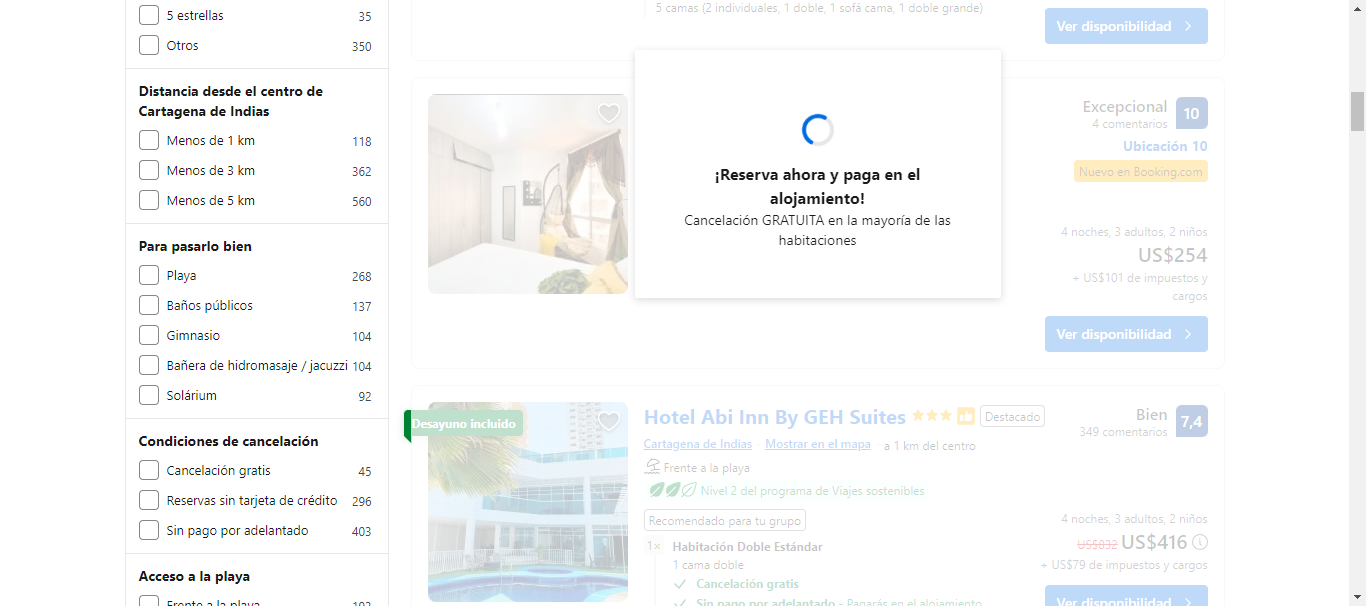 5 estrellas 35
Otros 350
Distancia desde el centro de
Cartagena de Indias
Menos de 1 km 118
Menos de 3 km 362
Menos de 5 km 560
Para pasarlo bien
Playa 268
Baños públicos 137
Gimnasio 104
Bañera de hidromasaje / jacuzzi 104
Solárium 92
Condiciones de cancelación
Cancelación gratis 45
Reservas sin tarjeta de crédito 296
Sin pago por adelantado 403
Acceso a la playa
Frente a la playa 192
5 camas (2 individuales, 1 doble, 1 sofá cama, 1 doble grande)
Ver disponibilidad
¡Reserva ahora y paga en el
alojamiento!
Cancelación GRATUITA en la mayoría de las
habitaciones
Excepcional 10
4 comentarios
Ubicación 10
Nuevo en Booking.com
4 noches, 3 adultos, 2 niños
US$254
+ US$101 de impuestos y
cargos
Ver disponibilidad
Desayuno incluido
Hotel Abi Inn By GEH Suites Destacado
Cartagena de Indias · Mostrar en el mapa a 1 km del centro
Frente a la playa
Nivel 2 del programa de Viajes sostenibles
Recomendado para tu grupo
1× Habitación Doble Estándar
1 cama doble
Cancelación gratis
Sin pago por adelantado - Pagarás en el alojamiento
Bien 7,4
349 comentarios
4 noches, 3 adultos, 2 niños
US$832 US$416
+ US$79 de impuestos y cargos
Ver disponibilidad